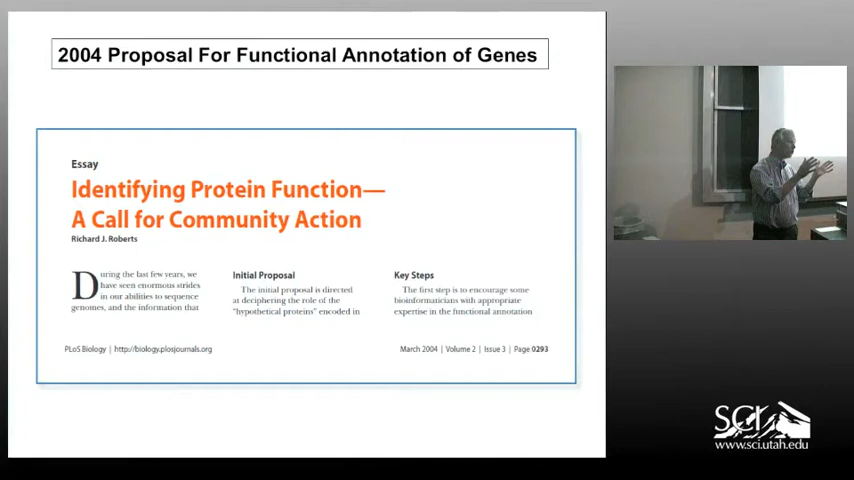 2004 Proposal For Functional Annotation of Genes
Essay
Identifying Protein Function—
A Call for Community Action
Richard J. Roberts
During the last few years, we
have seen enormous strides
in our abilities to sequence
genomes, and the information that
Initial Proposal
The initial proposal is directed
at deciphering the role of the
“hypothetical proteins” encoded in
Key Steps
The first step is to encourage some
bioinformaticians with appropriate
expertise in the functional annotation
PLoS Biology | http://biology.plosjournals.org
March 2004 | Volume 2 | Issue 3 | Page 0293
SCI
www.sci.utah.edu